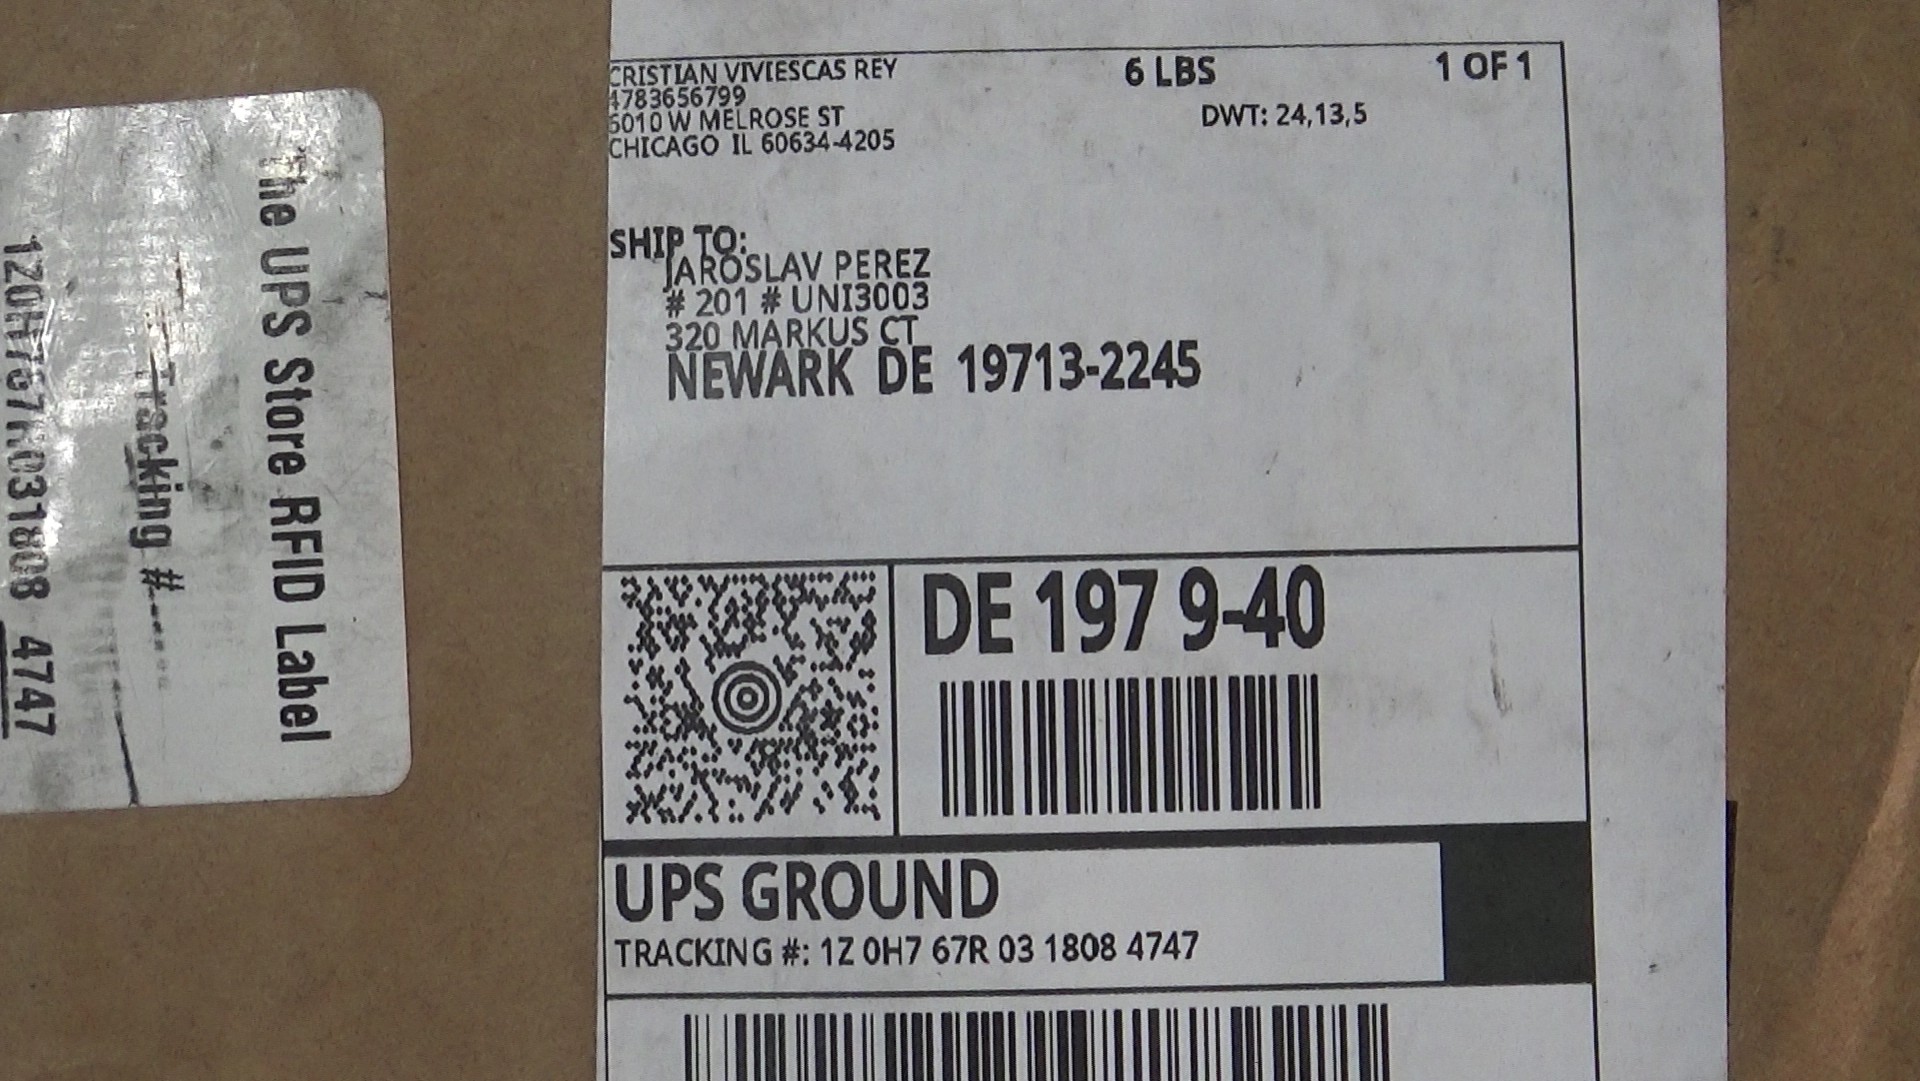 CRISTIAN VIVIESCAS REY
4783656799
6010 W MELROSE ST
CHICAGO IL 60634-4205
6 LBS
1 OF 1
DWT: 24,13,5
SHIP TO:
JAROSLAV PEREZ
# 201 # UNI3003
320 MARKUS CT
NEWARK DE 19713-2245
DE 197 9-40
UPS GROUND
TRACKING #: 1Z 0H7 67R 03 1808 4747
The UPS Store RFID Label
Tracking #
1Z0H767R031808 4747